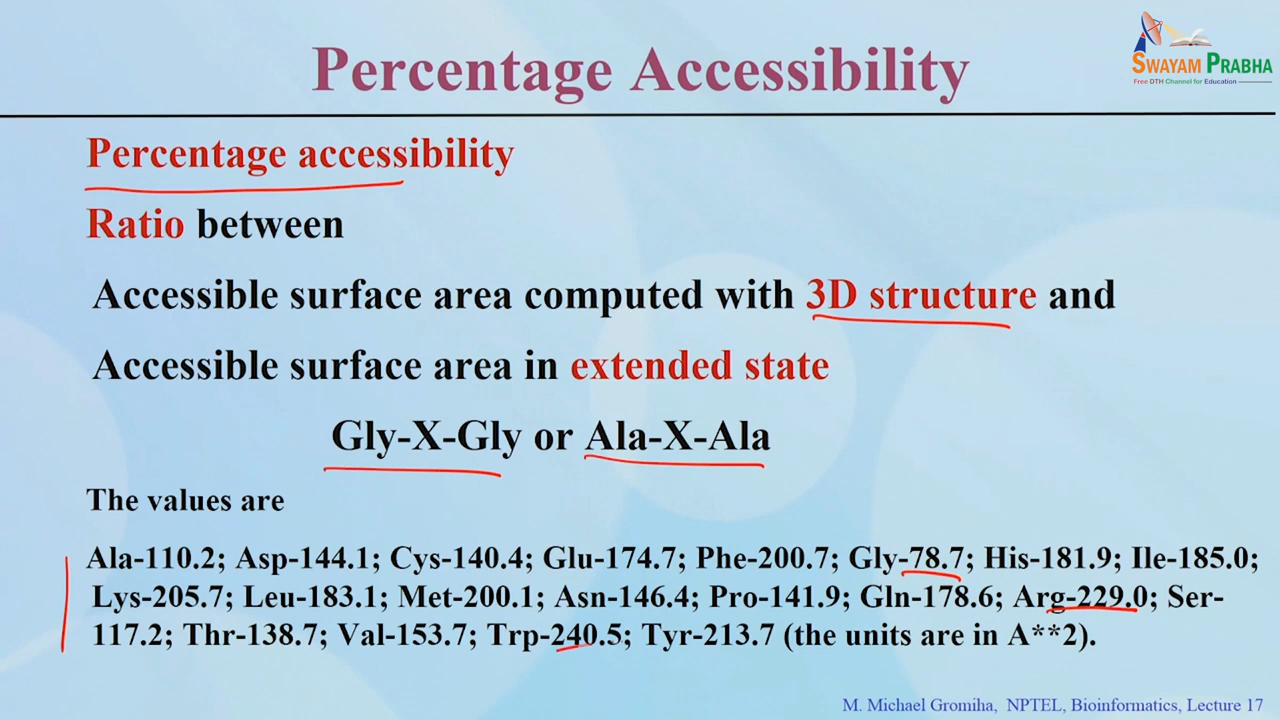 Percentage Accessibility
SWAYAM PRABHA
Free DTH Channel for Education
Percentage accessibility
Ratio between
Accessible surface area computed with 3D structure and
Accessible surface area in extended state
Gly-X-Gly or Ala-X-Ala
The values are
Ala-110.2; Asp-144.1; Cys-140.4; Glu-174.7; Phe-200.7; Gly-78.7; His-181.9; Ile-185.0;
Lys-205.7; Leu-183.1; Met-200.1; Asn-146.4; Pro-141.9; Gln-178.6; Arg-229.0; Ser-
117.2; Thr-138.7; Val-153.7; Trp-240.5; Tyr-213.7 (the units are in A**2).
M. Michael Gromiha, NPTEL, Bioinformatics, Lecture 17